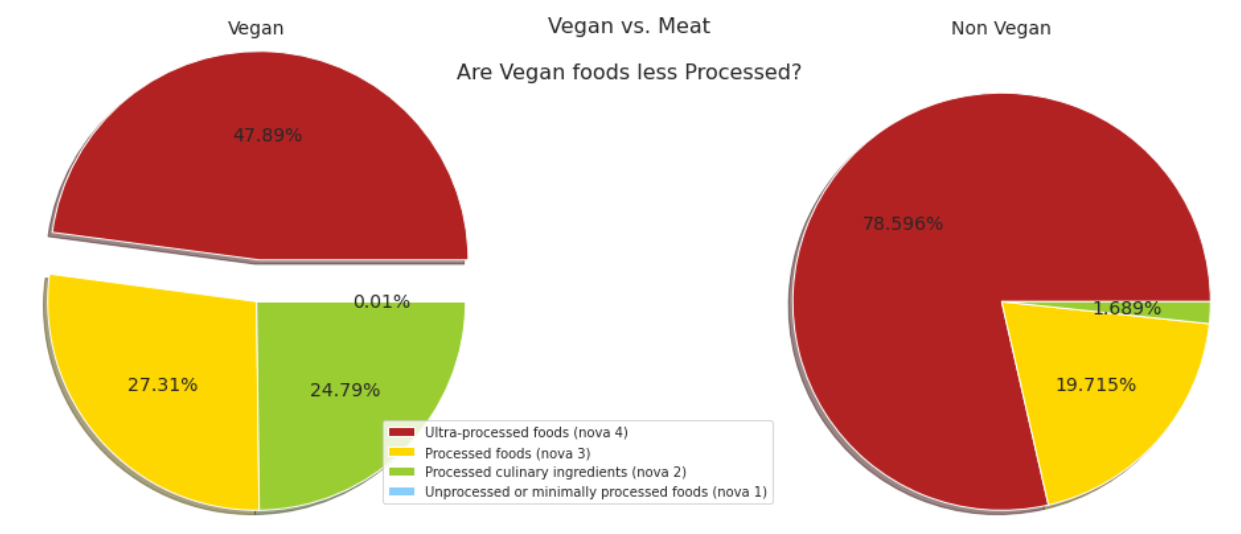 Vegan vs. Meat
Are Vegan foods less Processed?
Vegan
47.89%
0.01%
27.31%
24.79%
Non Vegan
78.596%
1.689%
19.715%
Ultra-processed foods (nova 4)
Processed foods (nova 3)
Processed culinary ingredients (nova 2)
Unprocessed or minimally processed foods (nova 1)